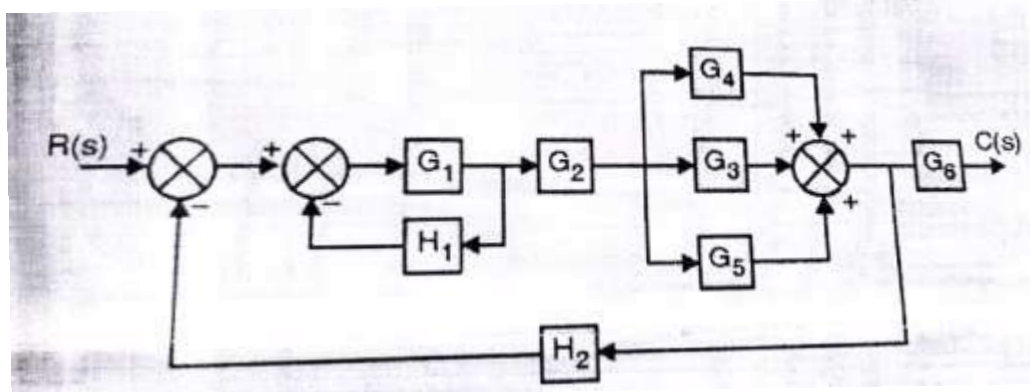 G₄
R(s) + + G₁ G₂ G₃ + + G₆ C(s)
− − +
H₁ G₅
H₂